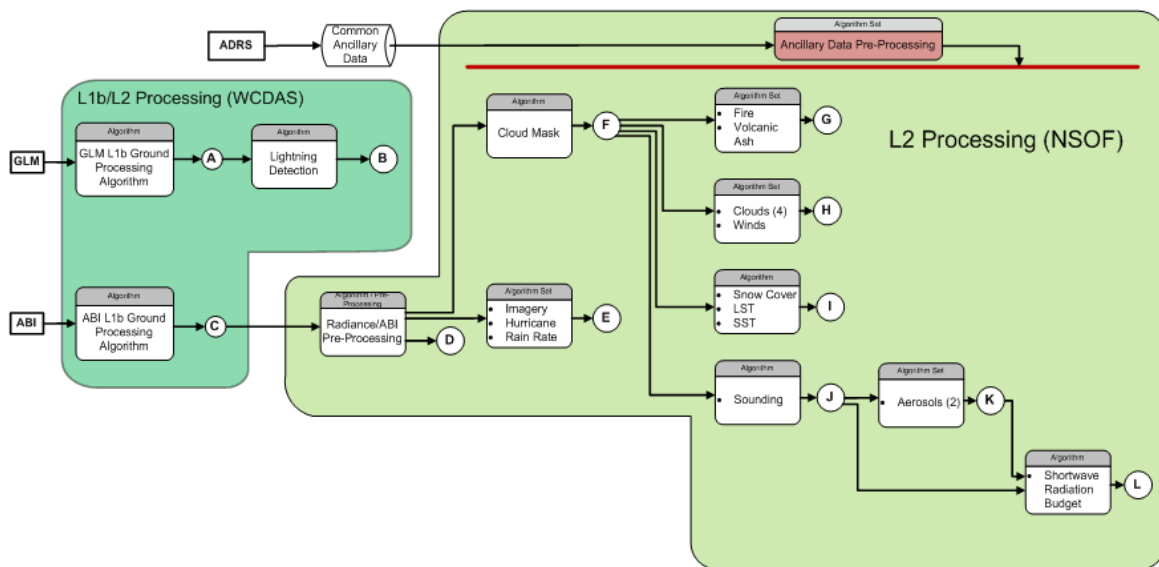 ADRS
Common
Ancillary
Data
Algorithm Set
Ancillary Data Pre-Processing
L1b/L2 Processing (WCDAS)
L2 Processing (NSOF)
GLM
Algorithm
GLM L1b Ground
Processing
Algorithm
A
Algorithm
Lightning
Detection
B
Algorithm
Cloud Mask
F
Algorithm Set
• Fire
• Volcanic
Ash
G
Algorithm Set
• Clouds (4)
• Winds
H
ABI
Algorithm
ABI L1b Ground
Processing
Algorithm
C
Algorithm / Pre-
Processing
Radiance/ABI
Pre-Processing
D
Algorithm Set
• Imagery
• Hurricane
• Rain Rate
E
Algorithm
• Snow Cover
• LST
• SST
I
Algorithm
• Sounding
J
Algorithm Set
• Aerosols (2)
K
Algorithm
• Shortwave
Radiation
Budget
L